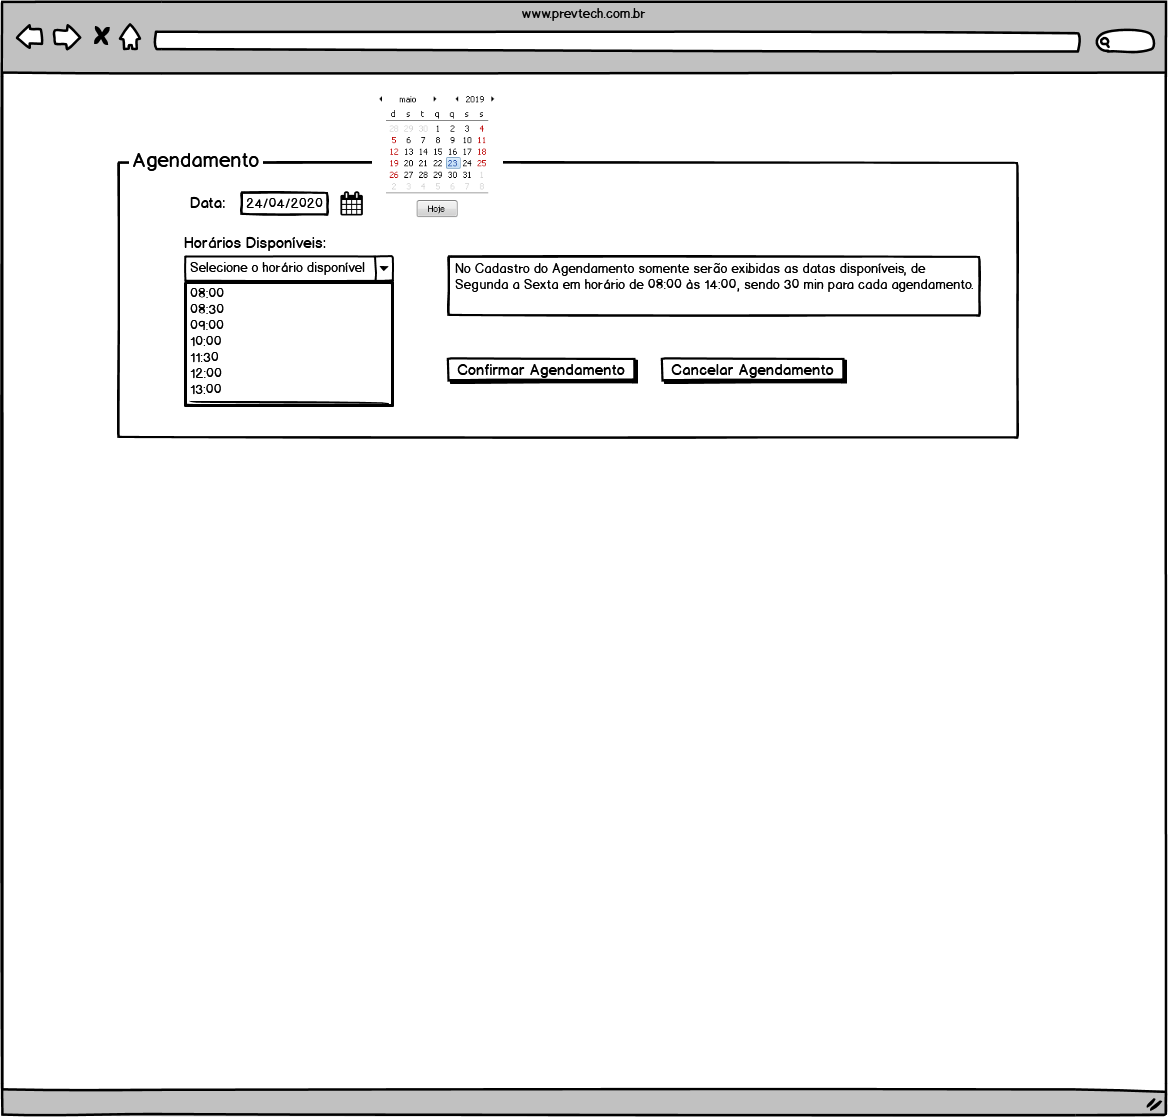 www.prevtech.com.br
maio 2019
d s t q q s s
28 29 30 1 2 3 4
5 6 7 8 9 10 11
12 13 14 15 16 17 18
19 20 21 22 23 24 25
26 27 28 29 30 31 1
2 3 4 5 6 7 8
Hoje
Agendamento
Data: 24/04/2020
Horários Disponíveis:
Selecione o horário disponível
08:00
08:30
09:00
10:00
11:30
12:00
13:00
No Cadastro do Agendamento somente serão exibidas as datas disponíveis, de
Segunda a Sexta em horário de 08:00 às 14:00, sendo 30 min para cada agendamento.
Confirmar Agendamento
Cancelar Agendamento